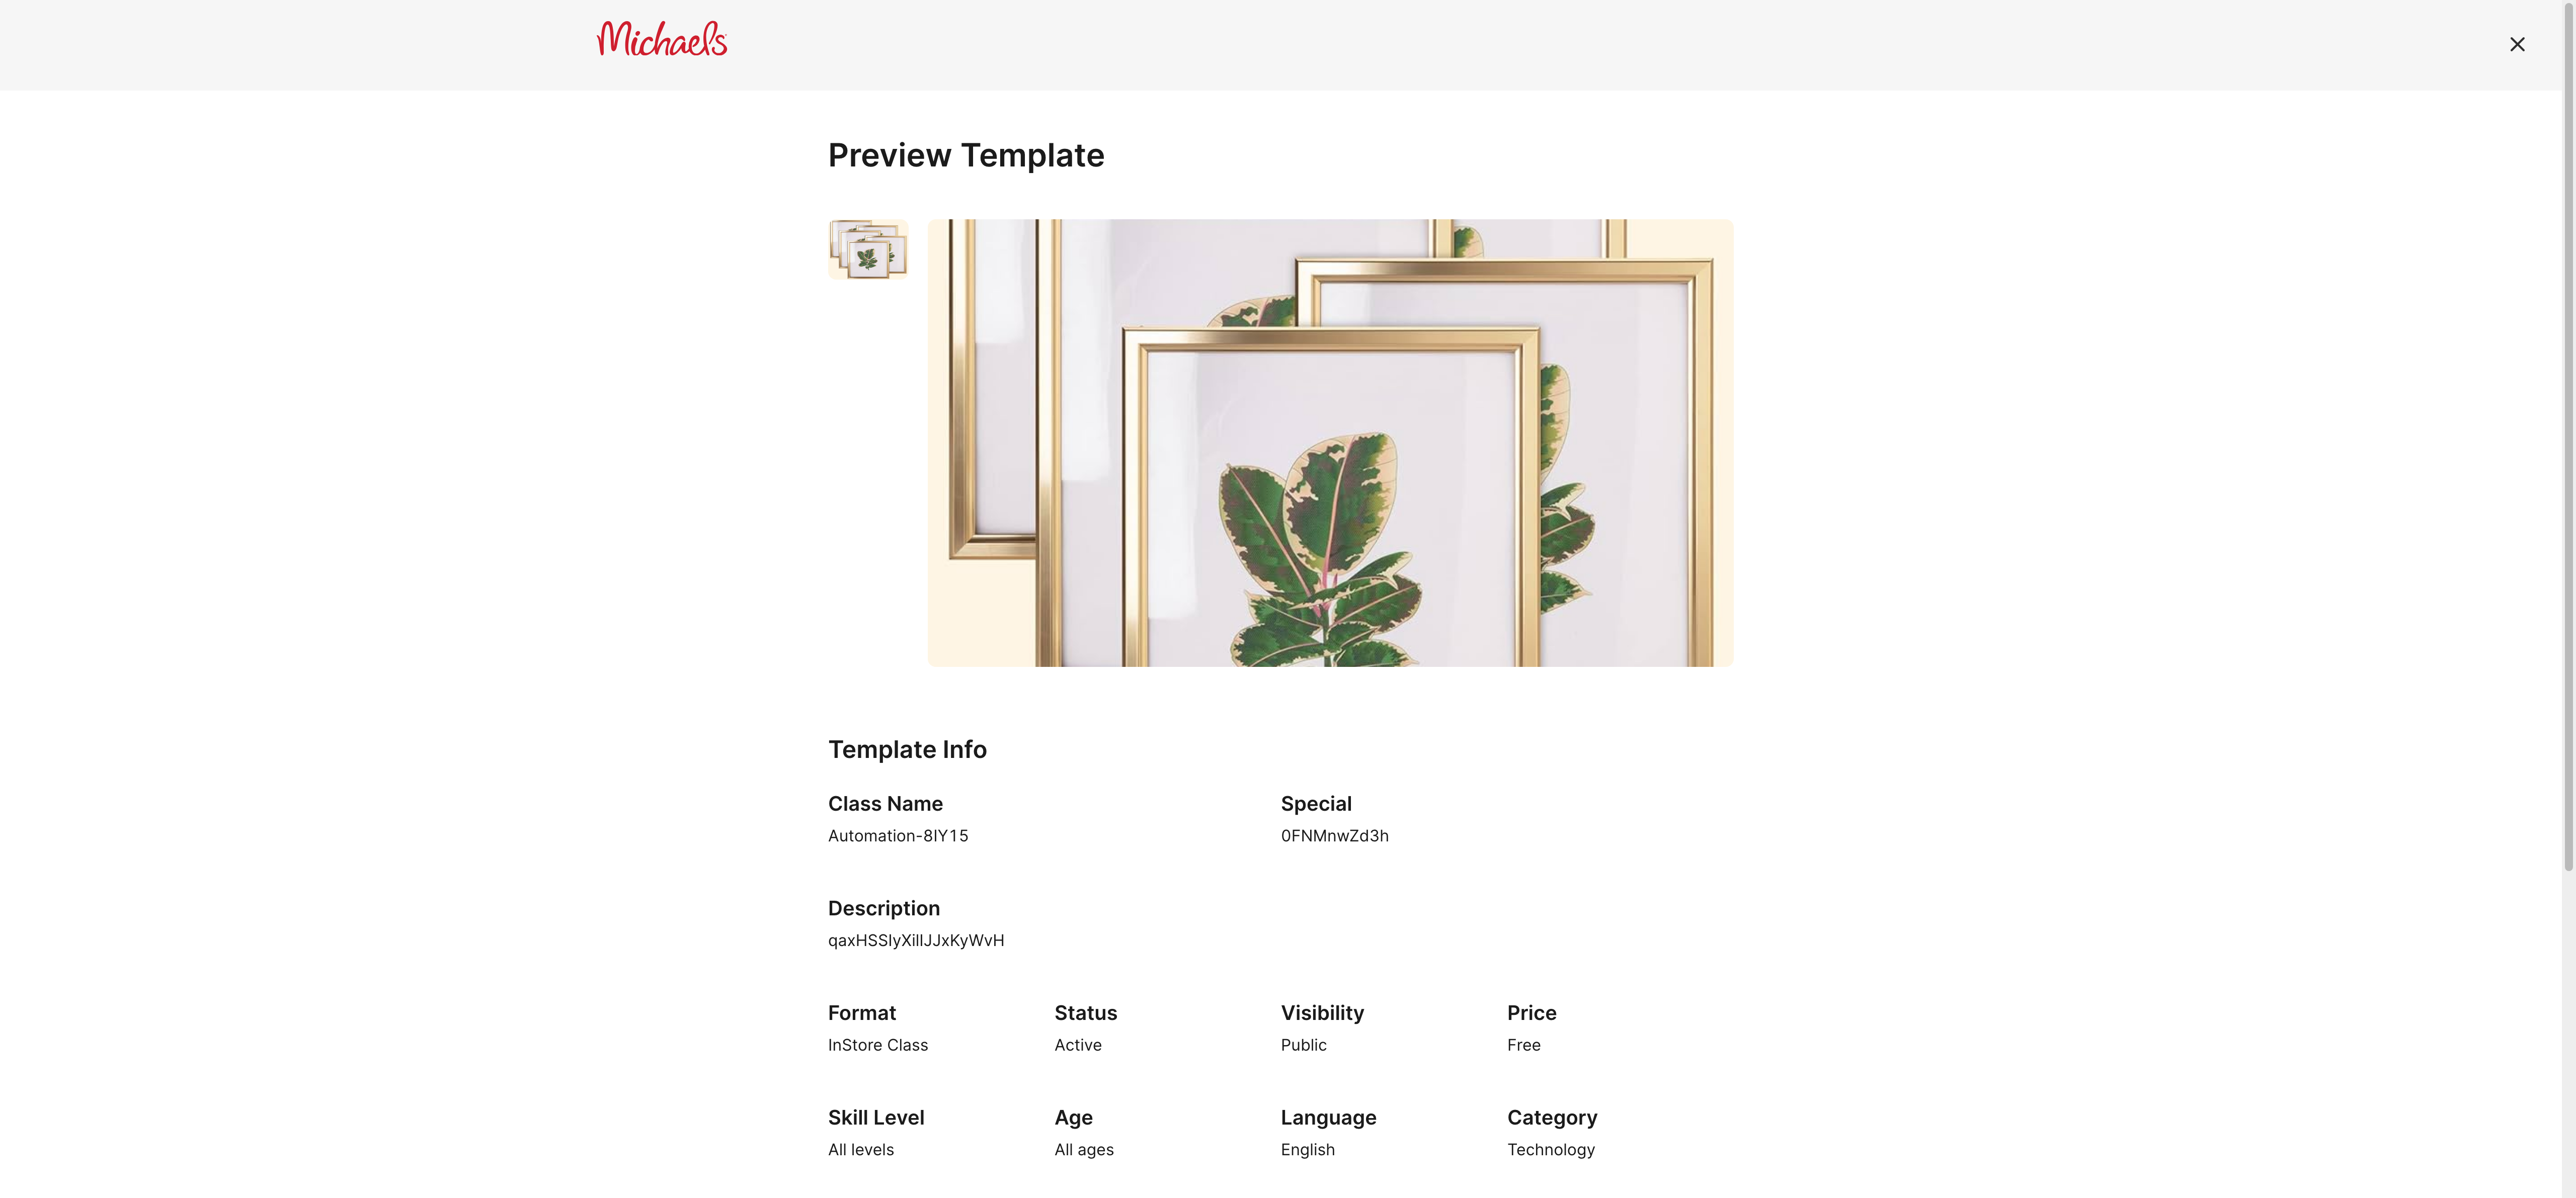 Michaels
Preview Template
Template Info
Class Name
Automation-8IY15
Special
0FNMnwZd3h
Description
qaxHSSIyXilIJJxKyWvH
Format
InStore Class
Status
Active
Visibility
Public
Price
Free
Skill Level
All levels
Age
All ages
Language
English
Category
Technology